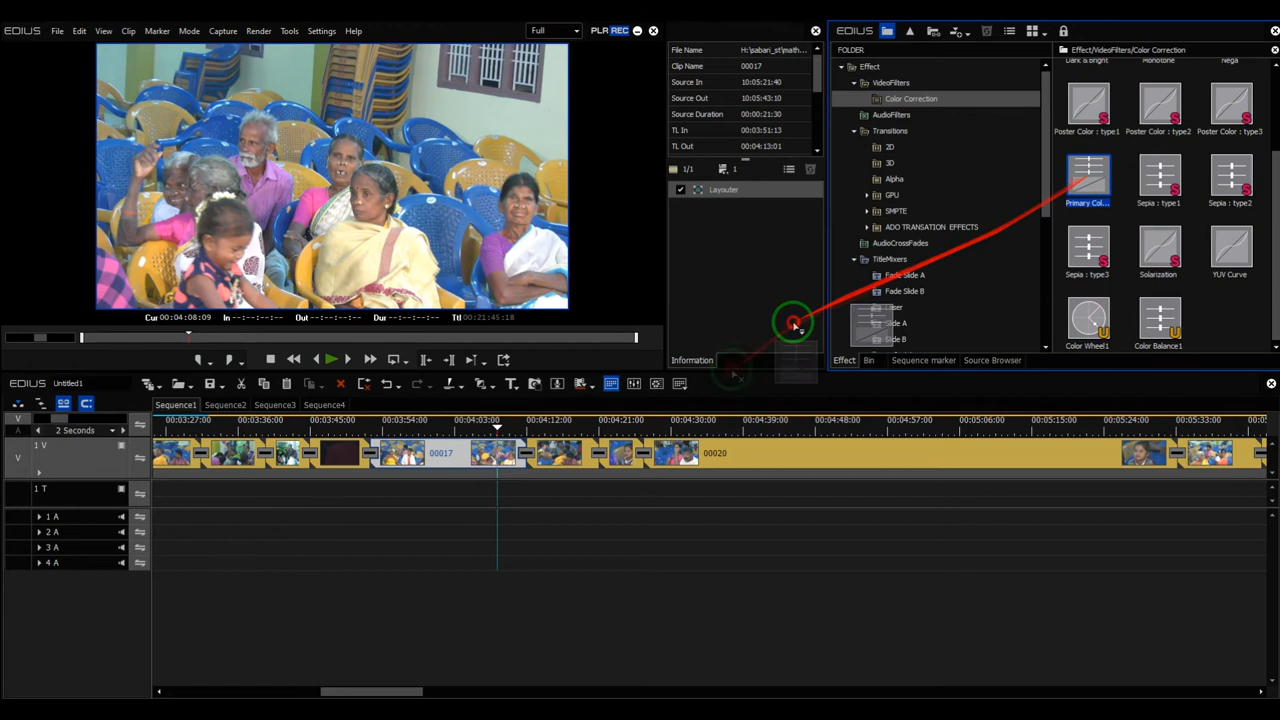 EDIUS File Edit View Clip Marker Mode Capture Render Tools Settings Help Full PLR REC
Cur 00:04:08:09 In --:--:--:-- Out --:--:--:-- Dur --:--:--:-- Ttl 00:21:45:18
File Name H:\sabari_st\math...
Clip Name 00017
Source In 10:05:21:40
Source Out 10:05:43:10
Source Duration 00:00:21:30
TL In 00:03:51:13
TL Out 00:04:13:01
1/1 1
Layouter
Information
EDIUS
FOLDER
Effect
VideoFilters
Color Correction
AudioFilters
Transitions
2D
3D
Alpha
GPU
SMPTE
ADO TRANSATION EFFECTS
AudioCrossFades
TitleMixers
Fade Slide A
Fade Slide B
Laser
Slide A
Slide B
Effect Bin Sequence marker Source Browser
Effect/VideoFilters/Color Correction
Dark & bright Monotone Nega
Poster Color : type1 Poster Color : type2 Poster Color : type3
Primary Col... Sepia : type1 Sepia : type2
Sepia : type3 Solarization YUV Curve
Color Wheel1 Color Balance1
EDIUS Untitled1
Sequence1 Sequence2 Sequence3 Sequence4
V
A 2 Seconds
00:03:27:00 00:03:36:00 00:03:45:00 00:03:54:00 00:04:03:00 00:04:12:00 00:04:21:00 00:04:30:00 00:04:39:00 00:04:48:00 00:04:57:00 00:05:06:00 00:05:15:00 00:05:24:00 00:05:33:00
1 V
V 00017 00020
1 T
1 A
2 A
3 A
4 A